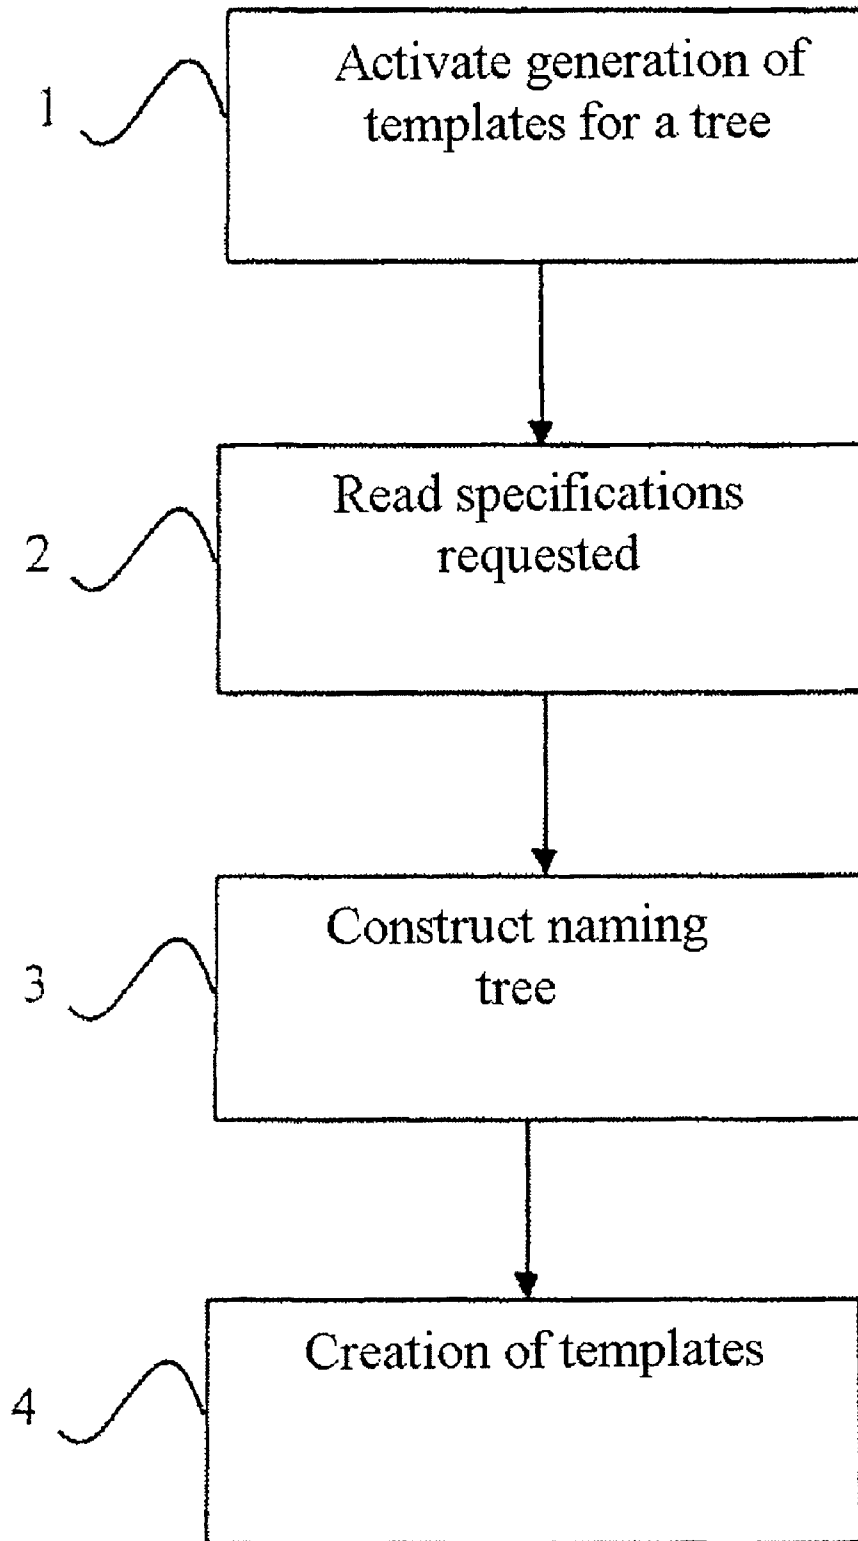 1
Activate generation of
templates for a tree
2
Read specifications
requested
3
Construct naming
tree
4
Creation of templates